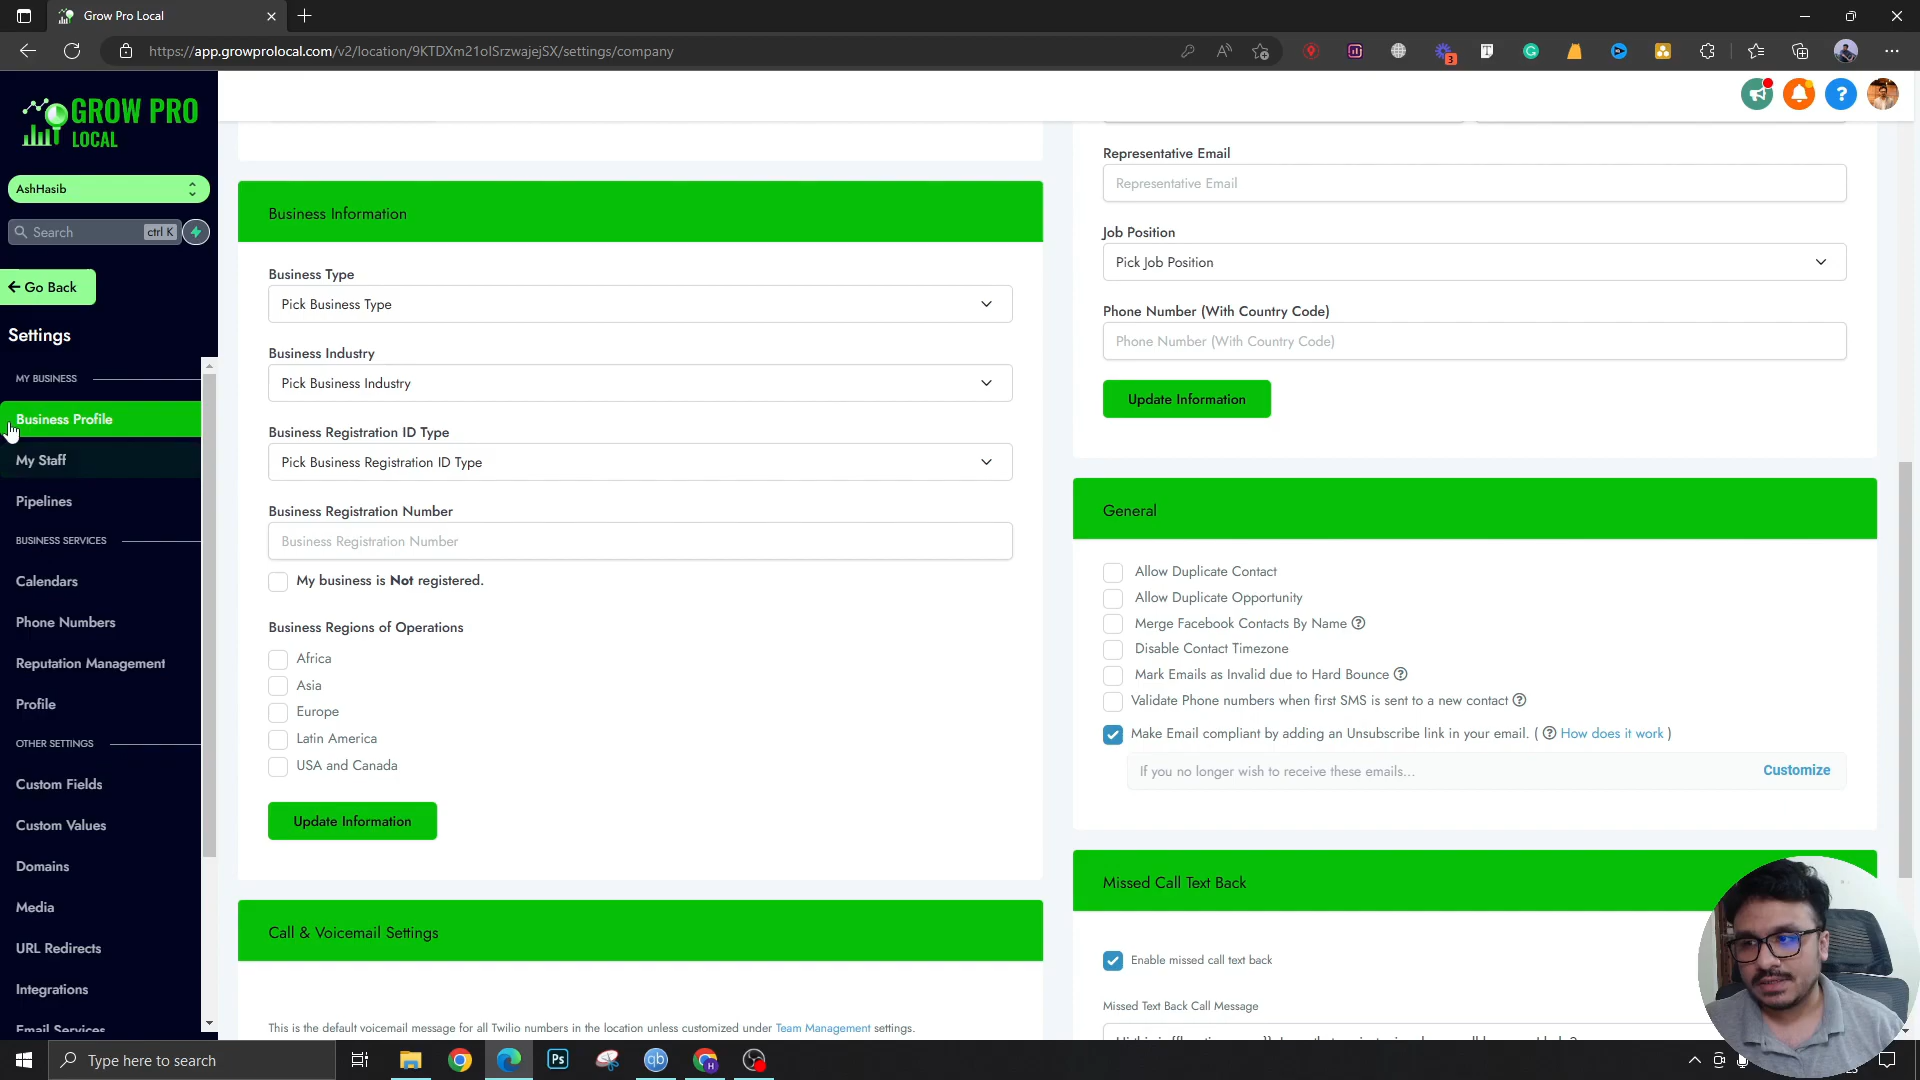 Grow Pro Local
https://app.growprolocal.com/v2/location/9KTDXm21oISrzwajejSX/settings/company
3
GROW PRO
LOCAL
AshHasib
Search
ctrl K
Go Back
Settings
MY BUSINESS
Business Profile
My Staff
Pipelines
BUSINESS SERVICES
Calendars
Phone Numbers
Reputation Management
Profile
OTHER SETTINGS
Custom Fields
Custom Values
Domains
Media
URL Redirects
Integrations
Email Services
Business Information
Business Type
Pick Business Type
Business Industry
Pick Business Industry
Business Registration ID Type
Pick Business Registration ID Type
Business Registration Number
Business Registration Number
My business is Not registered.
Business Regions of Operations
Africa
Asia
Europe
Latin America
USA and Canada
Update Information
Call & Voicemail Settings
This is the default voicemail message for all Twilio numbers in the location unless customized under Team Management settings.
Representative Email
Representative Email
Job Position
Pick Job Position
Phone Number (With Country Code)
Phone Number (With Country Code)
Update Information
General
Allow Duplicate Contact
Allow Duplicate Opportunity
Merge Facebook Contacts By Name
Disable Contact Timezone
Mark Emails as Invalid due to Hard Bounce
Validate Phone numbers when first SMS is sent to a new contact
Make Email compliant by adding an Unsubscribe link in your email. ( How does it work )
If you no longer wish to receive these emails...
Customize
Missed Call Text Back
Enable missed call text back
Missed Text Back Call Message
Type here to search
Ps
qb